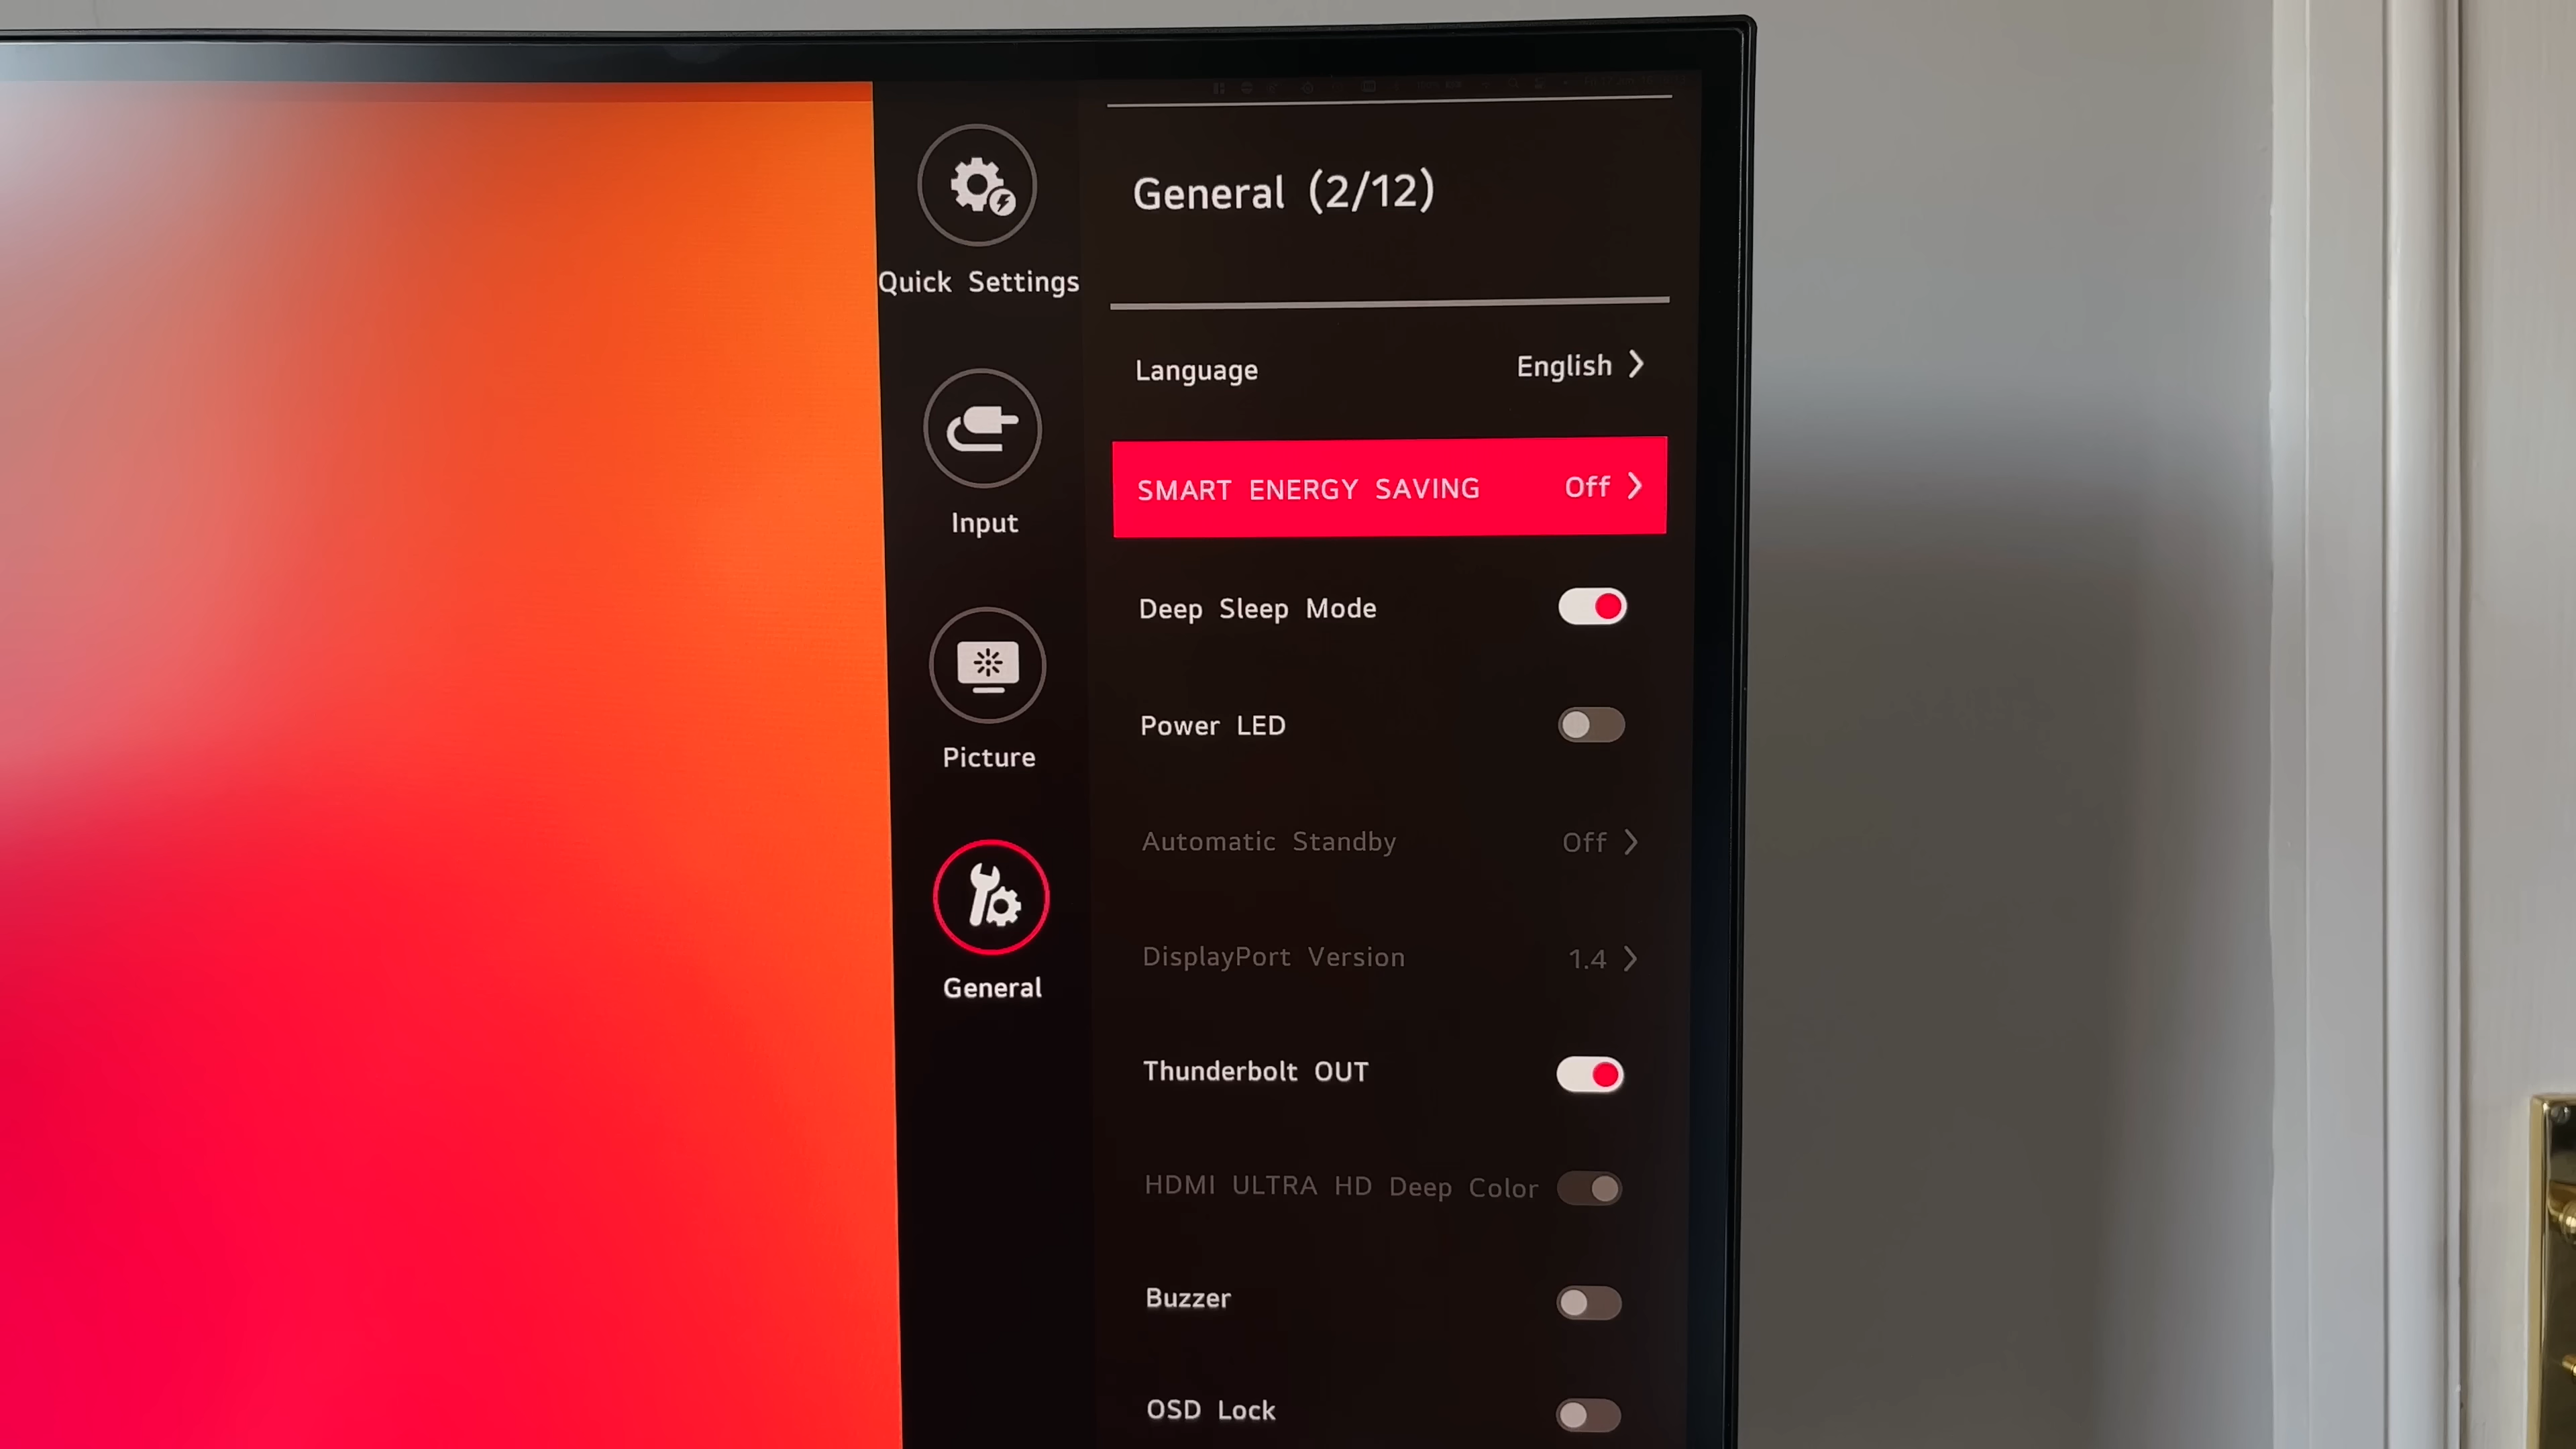 Quick Settings
Input
Picture
General
General (2/12)
Language English
SMART ENERGY SAVING Off
Deep Sleep Mode
Power LED
Automatic Standby Off
DisplayPort Version 1.4
Thunderbolt OUT
HDMI ULTRA HD Deep Color
Buzzer
OSD Lock